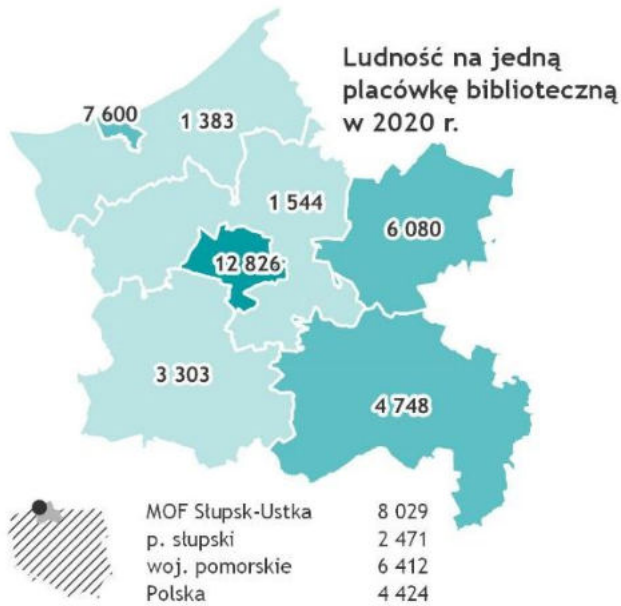 Ludność na jedną
placówkę biblioteczną
w 2020 r.
7 600
1 383
1 544
6 080
12 826
3 303
4 748
MOF Słupsk-Ustka 8 029
p. słupski 2 471
woj. pomorskie 6 412
Polska 4 424